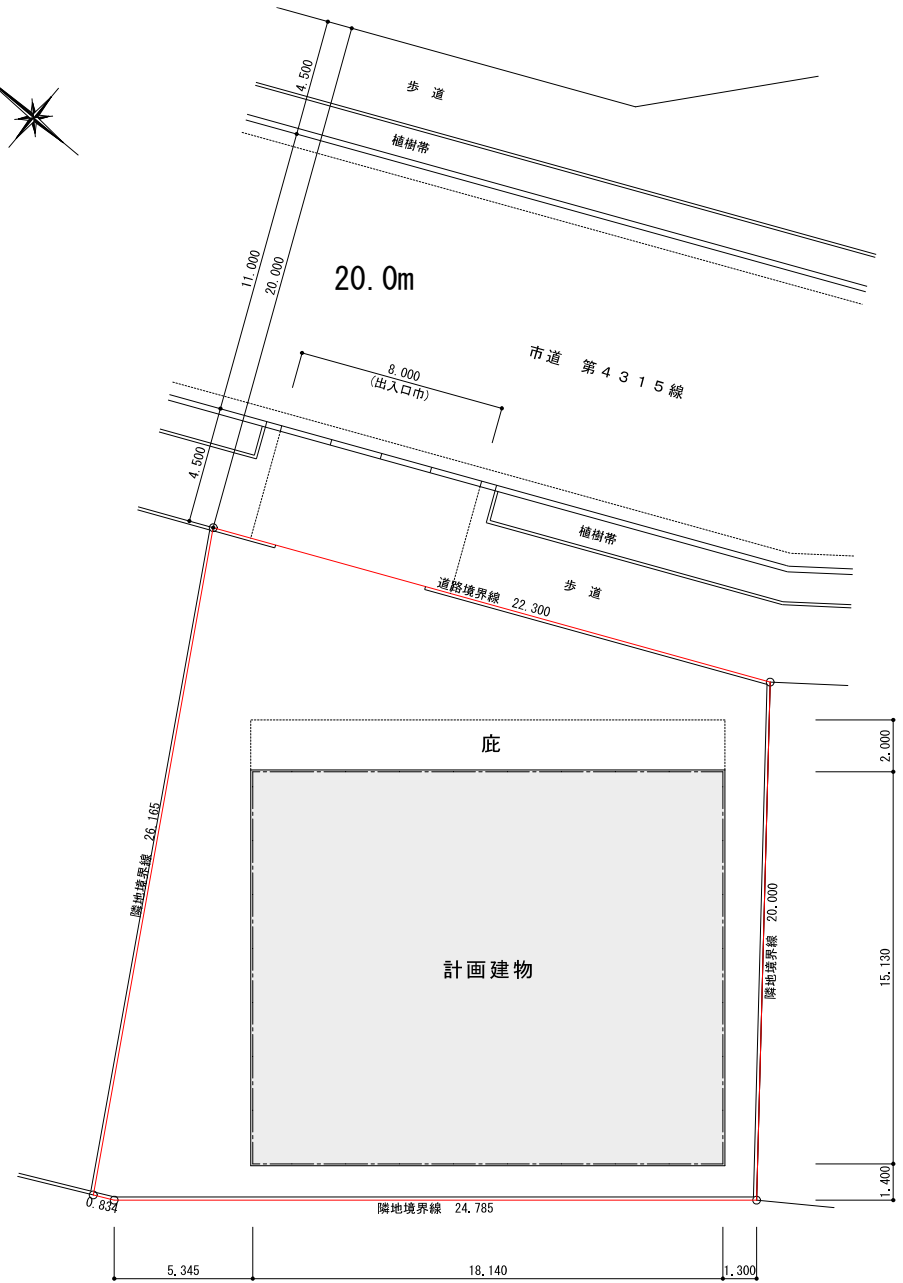 4.500
歩 道
植樹帯
11.000
20.000
20.0m
市道 第4315線
8.000
(出入口巾)
4.500
植樹帯
歩 道
道路境界線 22.300
庇
2.000
隣地境界線 26.165
隣地境界線 20.000
15.130
計画建物
1.400
0.834
隣地境界線 24.785
5.345
18.140
1.300